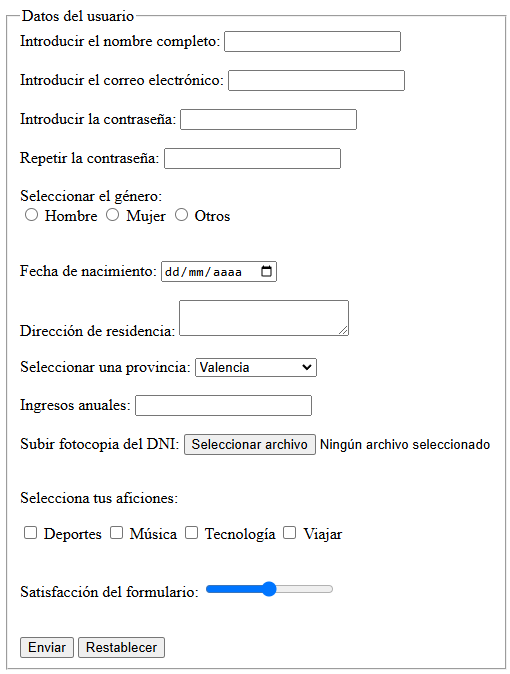 Datos del usuario
Introducir el nombre completo:
Introducir el correo electrónico:
Introducir la contraseña:
Repetir la contraseña:
Seleccionar el género:
Hombre Mujer Otros
Fecha de nacimiento: dd/mm/aaaa
Dirección de residencia:
Seleccionar una provincia: Valencia
Ingresos anuales:
Subir fotocopia del DNI: Seleccionar archivo Ningún archivo seleccionado
Selecciona tus aficiones:
Deportes Música Tecnología Viajar
Satisfacción del formulario:
Enviar Restablecer